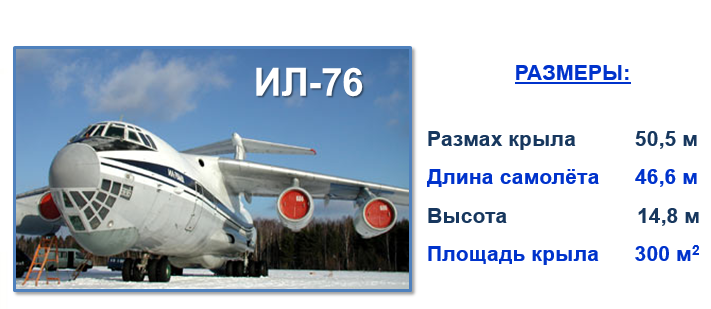 ИЛ-76
РАЗМЕРЫ:
Размах крыла 50,5 м
Длина самолёта 46,6 м
Высота 14,8 м
Площадь крыла 300 м²